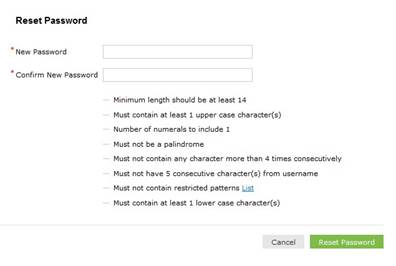 Reset Password
* New Password
* Confirm New Password
— Minimum length should be at least 14
— Must contain at least 1 upper case character(s)
— Number of numerals to include 1
— Must not be a palindrome
— Must not contain any character more than 4 times consecutively
— Must not have 5 consecutive character(s) from username
— Must not contain restricted patterns List
— Must contain at least 1 lower case character(s)
Cancel Reset Password